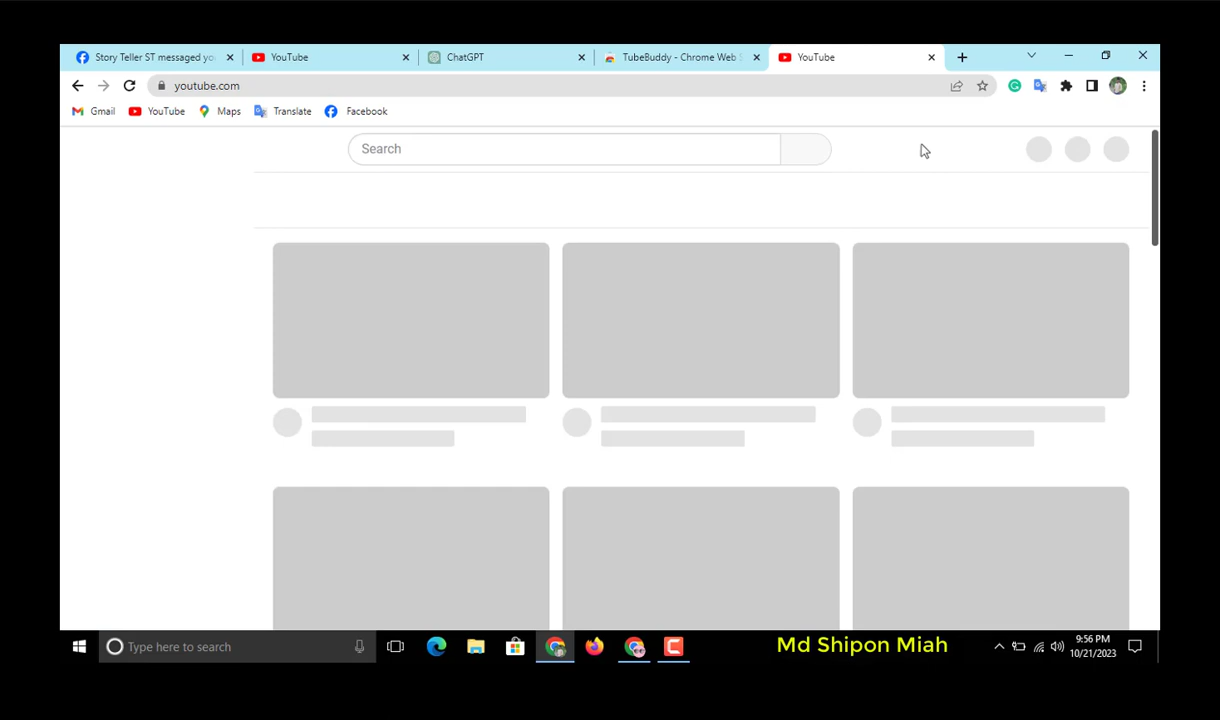 Story Teller ST messaged yo
YouTube
ChatGPT
TubeBuddy - Chrome Web
YouTube
youtube.com
Gmail
YouTube
Maps
Translate
Facebook
Search
Type here to search
Md Shipon Miah
9:56 PM
10/21/2023